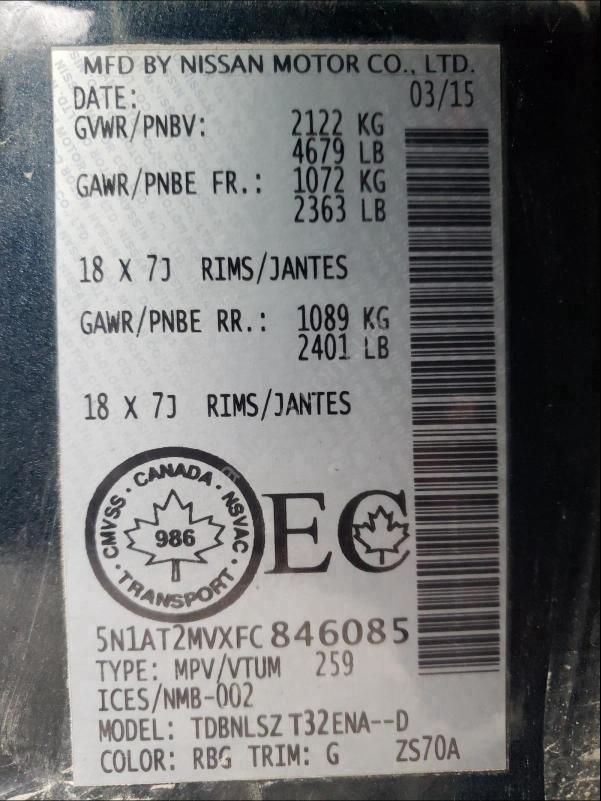 MFD BY NISSAN MOTOR CO., LTD.
DATE: 03/15
GVWR/PNBV: 2122 KG
4679 LB
GAWR/PNBE FR.: 1072 KG
2363 LB
18 X 7J RIMS/JANTES
GAWR/PNBE RR.: 1089 KG
2401 LB
18 X 7J RIMS/JANTES
CMVSS · CANADA · NSVAC
986
· TRANSPORT ·
EC
5N1AT2MVXFC846085
TYPE: MPV/VTUM 259
ICES/NMB-002
MODEL: TDBNLSZ T32ENA--D
COLOR: RBG TRIM: G ZS70A